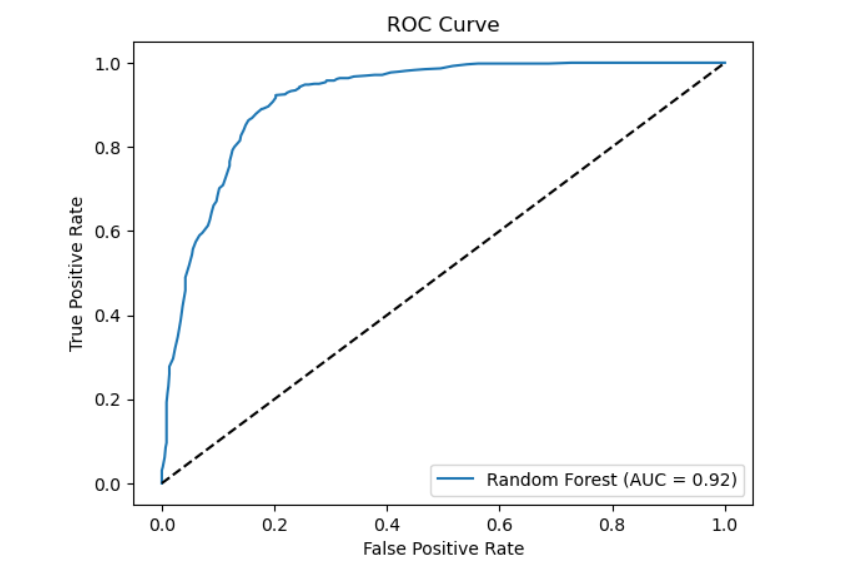 ROC Curve
True Positive Rate
1.0
0.8
0.6
0.4
0.2
0.0
Random Forest (AUC = 0.92)
0.0 0.2 0.4 0.6 0.8 1.0
False Positive Rate